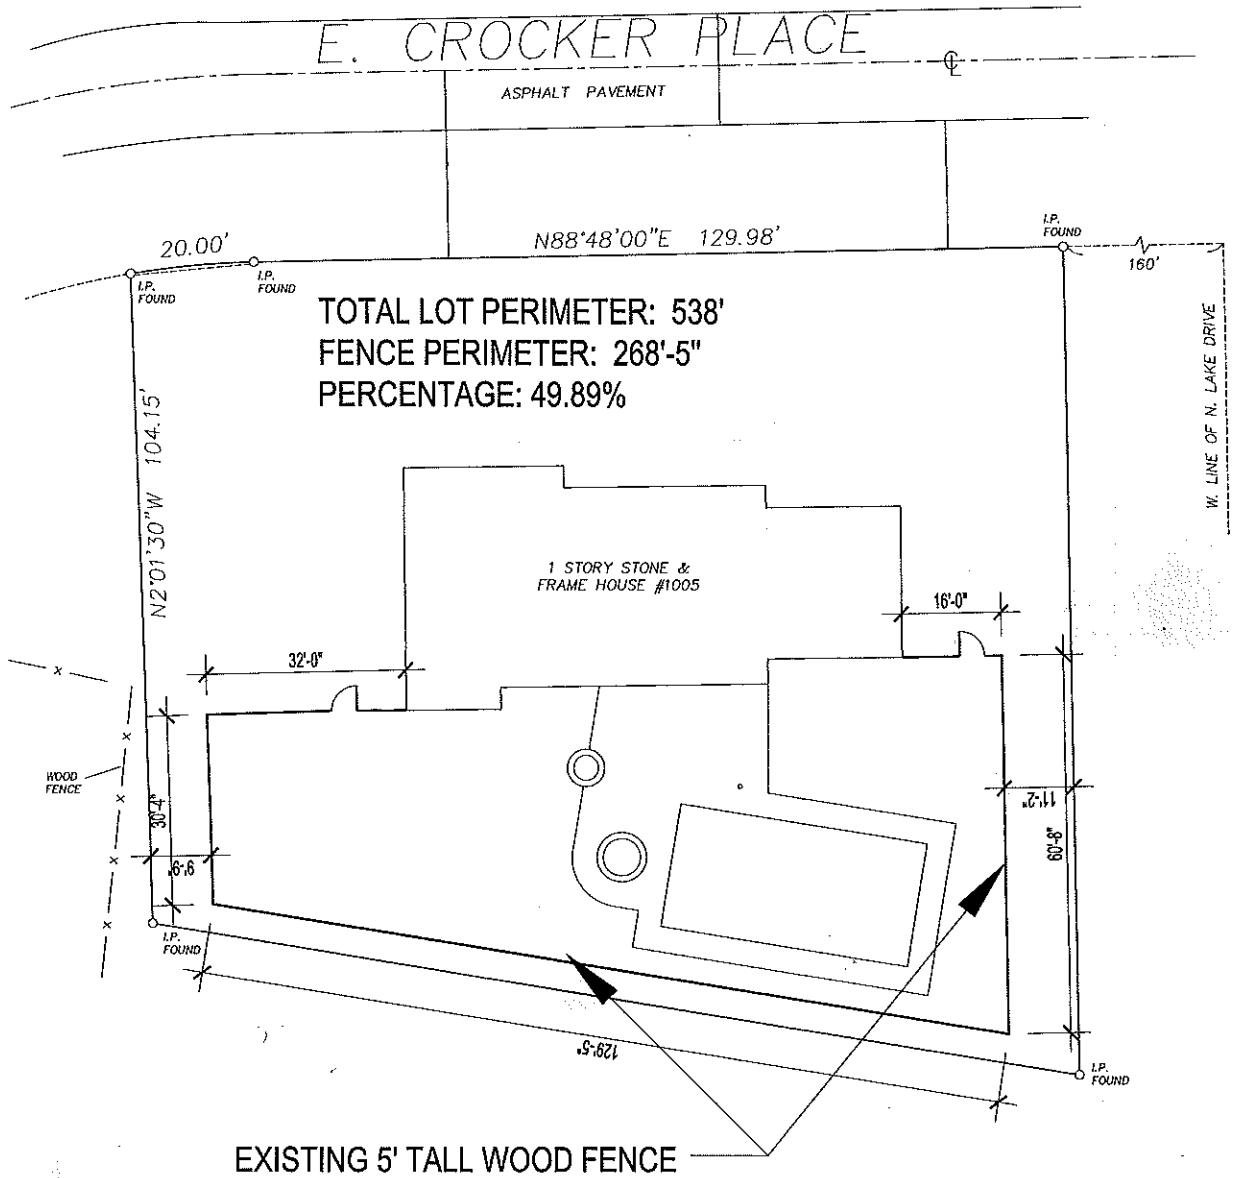 E. CROCKER PLACE
℄
ASPHALT PAVEMENT
20.00'
N88°48'00"E 129.98'
I.P.
FOUND
160'
I.P.
FOUND
I.P.
FOUND
TOTAL LOT PERIMETER: 538'
FENCE PERIMETER: 268'-5"
PERCENTAGE: 49.89%
W. LINE OF N. LAKE DRIVE
N2°01'30"W 104.15'
1 STORY STONE &
FRAME HOUSE #1005
16'-0"
32'-0"
WOOD
FENCE
30'-4"
11'-2"
60'-8"
9'-9"
I.P.
FOUND
129'-5"
I.P.
FOUND
EXISTING 5' TALL WOOD FENCE